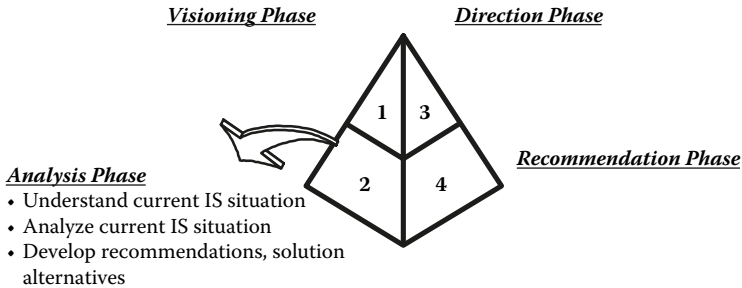 Visioning Phase
Direction Phase
1
3
2
4
Recommendation Phase
Analysis Phase
• Understand current IS situation
• Analyze current IS situation
• Develop recommendations, solution
alternatives